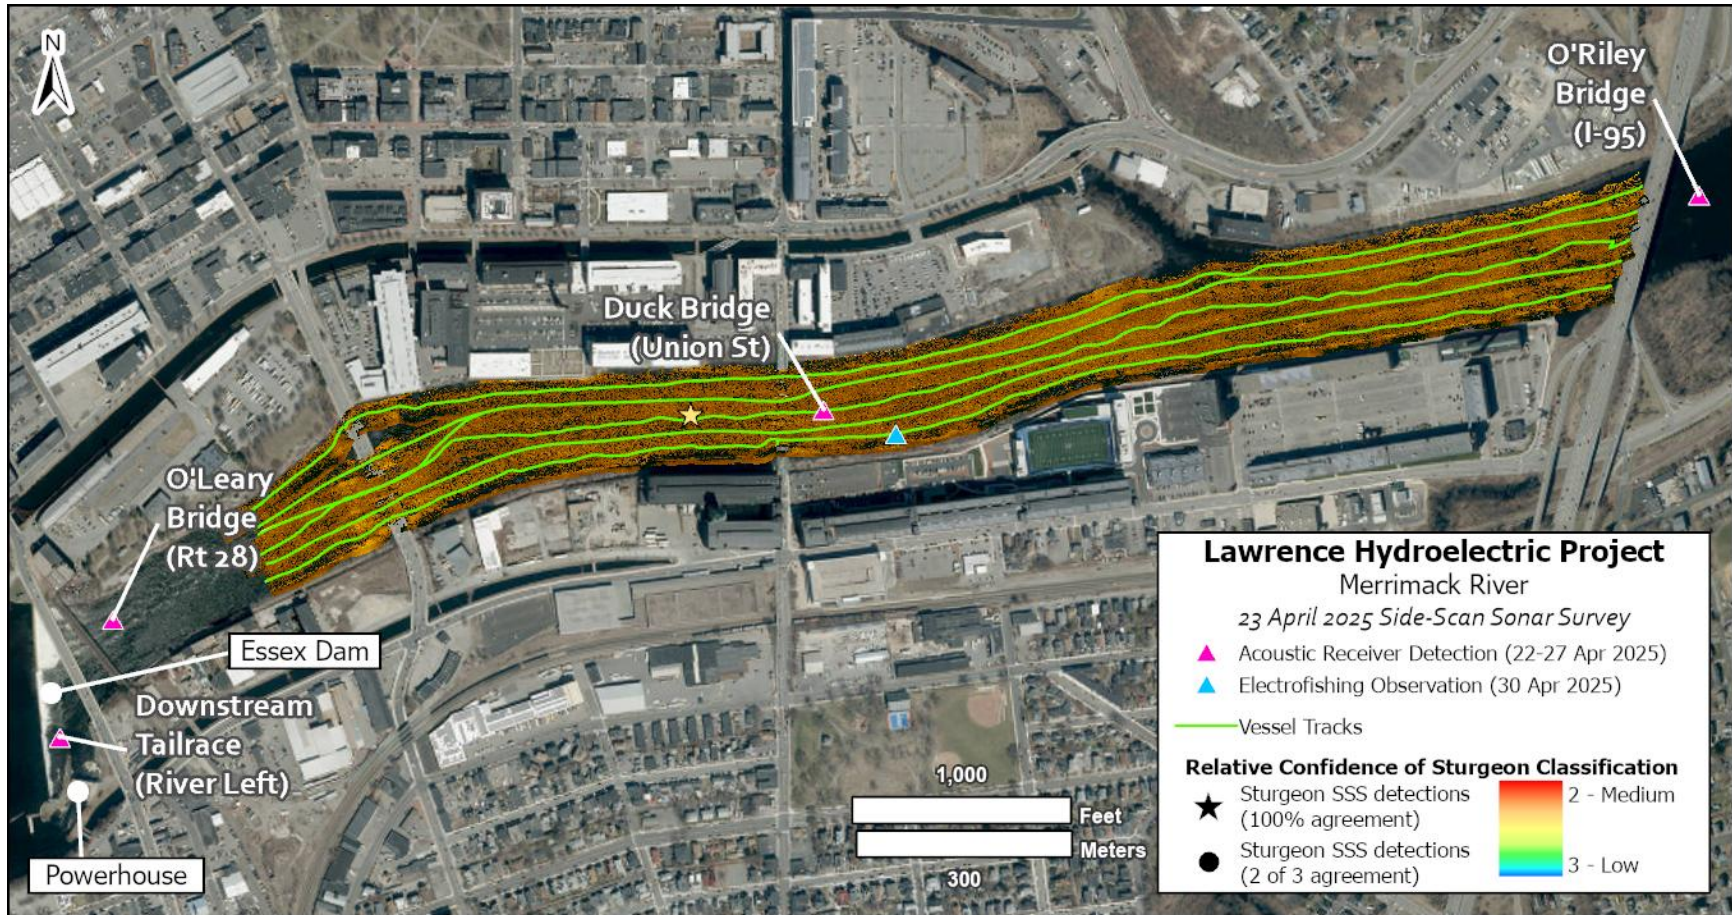 N
O'Riley
Bridge
(I-95)
Duck Bridge
(Union St)
O'Leary
Bridge
(Rt 28)
Essex Dam
Downstream
Tailrace
(River Left)
Powerhouse
1,000
Feet
Meters
300
Lawrence Hydroelectric Project
Merrimack River
23 April 2025 Side-Scan Sonar Survey
Acoustic Receiver Detection (22-27 Apr 2025)
Electrofishing Observation (30 Apr 2025)
Vessel Tracks
Relative Confidence of Sturgeon Classification
Sturgeon SSS detections
(100% agreement)
2 - Medium
Sturgeon SSS detections
(2 of 3 agreement)
3 - Low